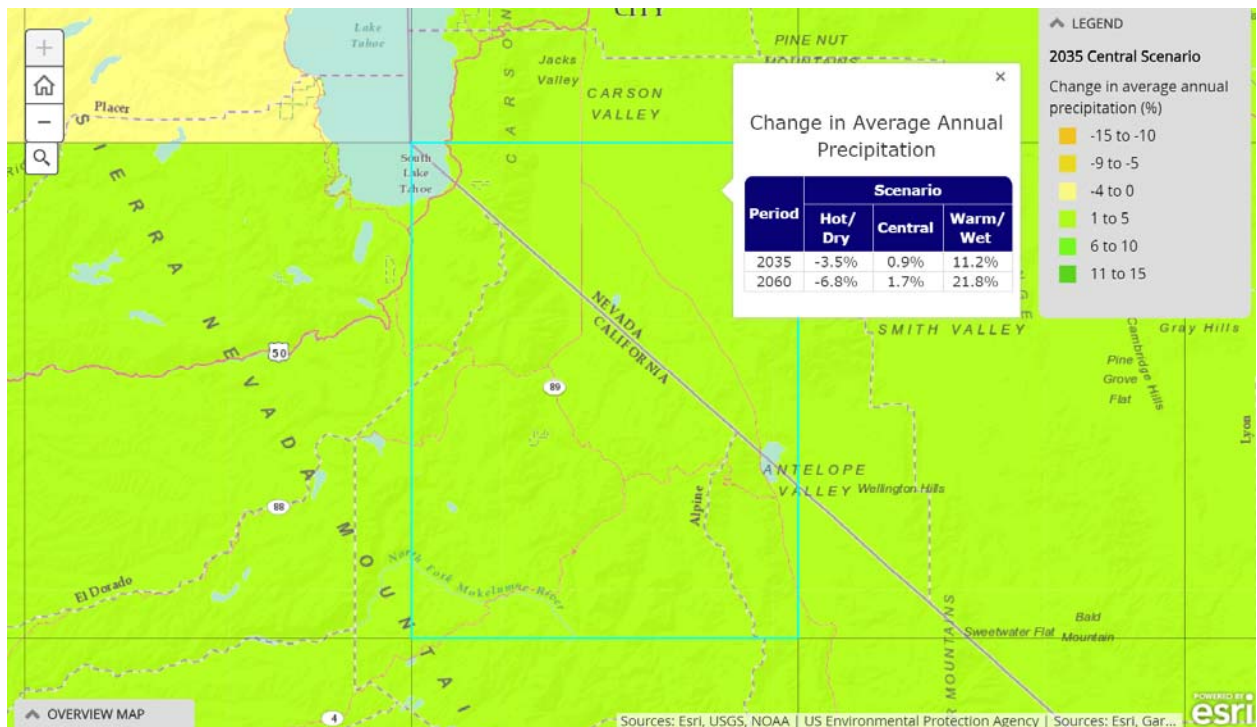 CITY
Lake
Tahoe
Jacks
Valley
CARSON
VALLEY
PINE NUT
MOUNTAINS
CARSON
Placer
South
Lake
Tahoe
SIERRA NEVADA MOUNTAI
50
NEVADA
CALIFORNIA
89
88
El Dorado
North Fork Mokelumne River
Alpine
ANTELOPE
VALLEY
Wellington Hills
SMITH VALLEY
Gray Hills
Cambridge Hills
Pine
Grove
Flat
Lyon
Sweetwater Flat
Bald
Mountain
MOUNTAINS
4
×
Change in Average Annual
Precipitation
Period Scenario
Hot/
Dry Central Warm/
Wet
2035 -3.5% 0.9% 11.2%
2060 -6.8% 1.7% 21.8%
LEGEND
2035 Central Scenario
Change in average annual
precipitation (%)
-15 to -10
-9 to -5
-4 to 0
1 to 5
6 to 10
11 to 15
OVERVIEW MAP
Sources: Esri, USGS, NOAA | US Environmental Protection Agency | Sources: Esri, Gar...
POWERED BY
esri